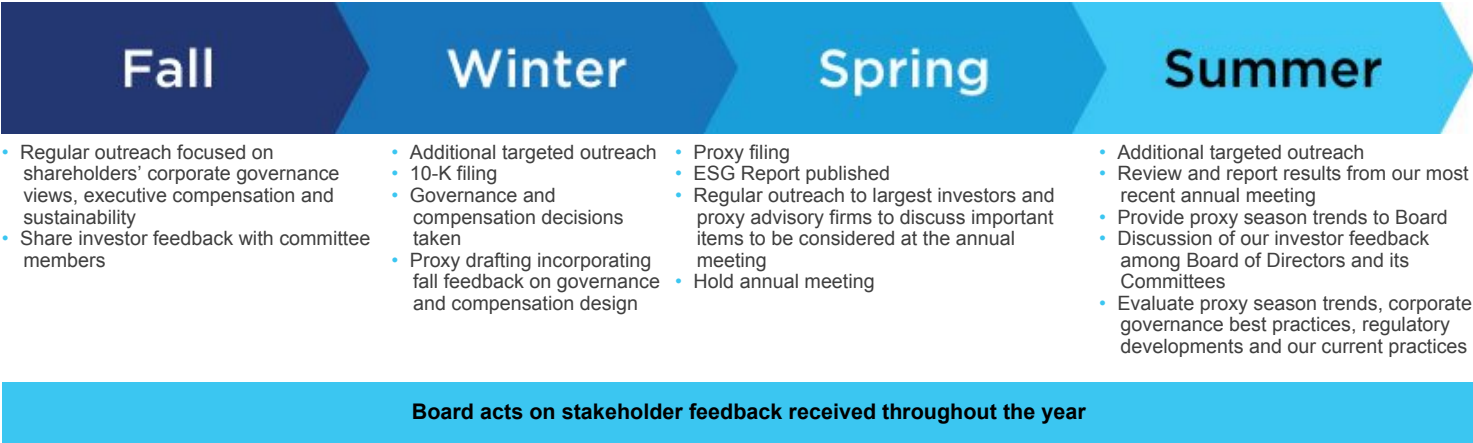 Fall
Winter
Spring
Summer
• Regular outreach focused on
shareholders' corporate governance
views, executive compensation and
sustainability
• Share investor feedback with committee
members
• Additional targeted outreach
• 10-K filing
• Governance and
compensation decisions
taken
• Proxy drafting incorporating
fall feedback on governance
and compensation design
• Proxy filing
• ESG Report published
• Regular outreach to largest investors and
proxy advisory firms to discuss important
items to be considered at the annual
meeting
• Hold annual meeting
• Additional targeted outreach
• Review and report results from our most
recent annual meeting
• Provide proxy season trends to Board
• Discussion of our investor feedback
among Board of Directors and its
Committees
• Evaluate proxy season trends, corporate
governance best practices, regulatory
developments and our current practices
Board acts on stakeholder feedback received throughout the year